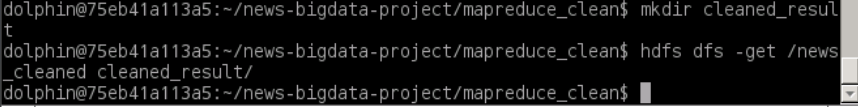 dolphin@75eb41a113a5:~/news-bigdata-project/mapreduce_clean$ mkdir cleaned_resul
t
dolphin@75eb41a113a5:~/news-bigdata-project/mapreduce_clean$ hdfs dfs -get /news
_cleaned cleaned_result/
dolphin@75eb41a113a5:~/news-bigdata-project/mapreduce_clean$